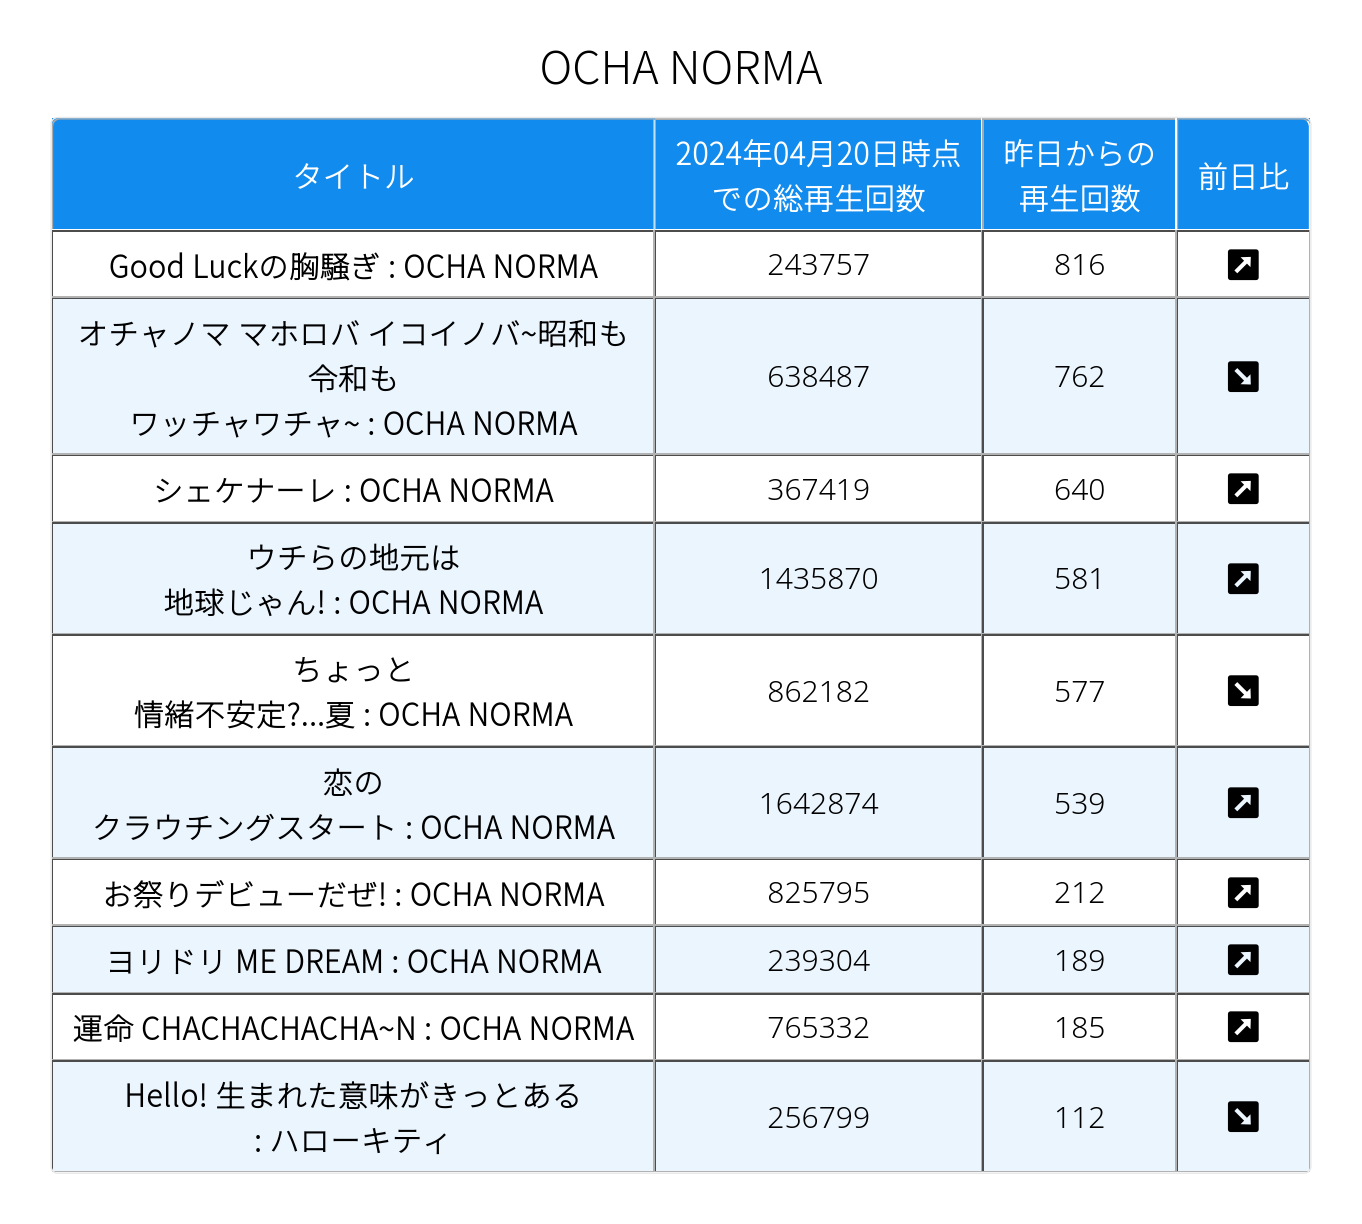 OCHA NORMA
タイトル
2024年04月20日時点
での総再生回数
昨日からの
再生回数
前日比
Good Luckの胸騒ぎ : OCHA NORMA
243757
816
オチャノマ マホロバ イコイノバ~昭和も
令和も
ワッチャワチャ~ : OCHA NORMA
638487
762
シェケナーレ : OCHA NORMA
367419
640
ウチらの地元は
地球じゃん! : OCHA NORMA
1435870
581
ちょっと
情緒不安定?...夏 : OCHA NORMA
862182
577
恋の
クラウチングスタート : OCHA NORMA
1642874
539
お祭りデビューだぜ! : OCHA NORMA
825795
212
ヨリドリ ME DREAM : OCHA NORMA
239304
189
運命 CHACHACHACHA~N : OCHA NORMA
765332
185
Hello! 生まれた意味がきっとある
: ハローキティ
256799
112